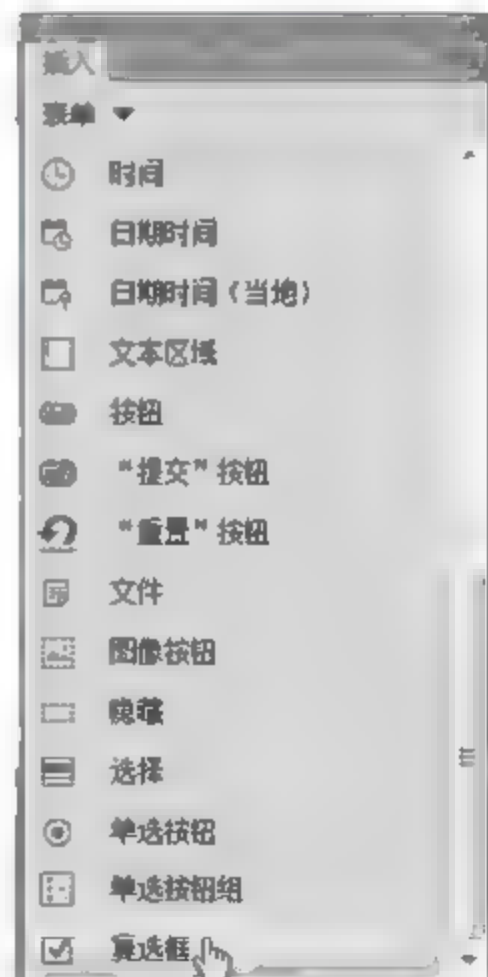 插入
表单
时间
日期时间
日期时间（当地）
文本区域
按钮
“提交”按钮
“重置”按钮
文件
图像按钮
隐藏
选择
单选按钮
单选按钮组
复选框